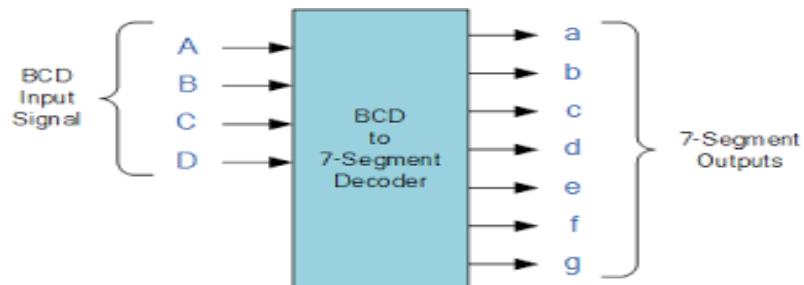 BCD
Input
Signal
A
B
C
D
BCD
to
7-Segment
Decoder
a
b
c
d
e
f
g
7-Segment
Outputs